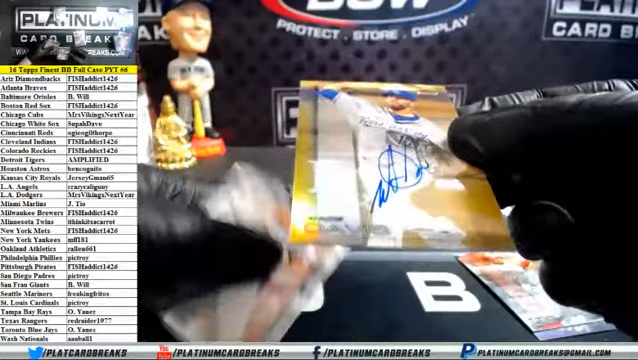 PLATINUM
CARD BREAKS
BCW
PROTECT . STORE . DISPLAY
PLATINUM
CARD BREAKS
16 Topps Finest BB Full Case PYT #6
Ariz Diamondbacks FISHaddict1426
Atlanta Braves FISHaddict1426
Baltimore Orioles B. Will
Boston Red Sox FISHaddict1426
Chicago Cubs MrsVikingsNextYear
Chicago White Sox SupahDave
Cincinnati Reds ogieogilthorpe
Cleveland Indians FISHaddict1426
Colorado Rockies FISHaddict1426
Detroit Tigers AMPLIFIED
Houston Astros bencognito
Kansas City Royals JerseyGman65
L.A. Angels crazycaliguy
L.A. Dodgers MrsVikingsNextYear
Miami Marlins J. Tio
Milwaukee Brewers FISHaddict1426
Minnesota Twins ithinkitscarrot
New York Mets FISHaddict1426
New York Yankees mff181
Oakland Athletics rallen661
Philadelphia Phillies pictroy
Pittsburgh Pirates FISHaddict1426
San Diego Padres pictroy
San Fran Giants B. Will
Seattle Mariners freakingfritos
St. Louis Cardinals pictroy
Tampa Bay Rays O. Yanez
Texas Rangers redraider1977
Toronto Blue Jays O. Yanez
Wash Nationals aanball1
B
/PLATCARDBREAKS
/PLATINUMCARDBREAKS
/PLATINUMCARDBREAKS
PLATINUMCARDBREAKS@GMAIL.COM